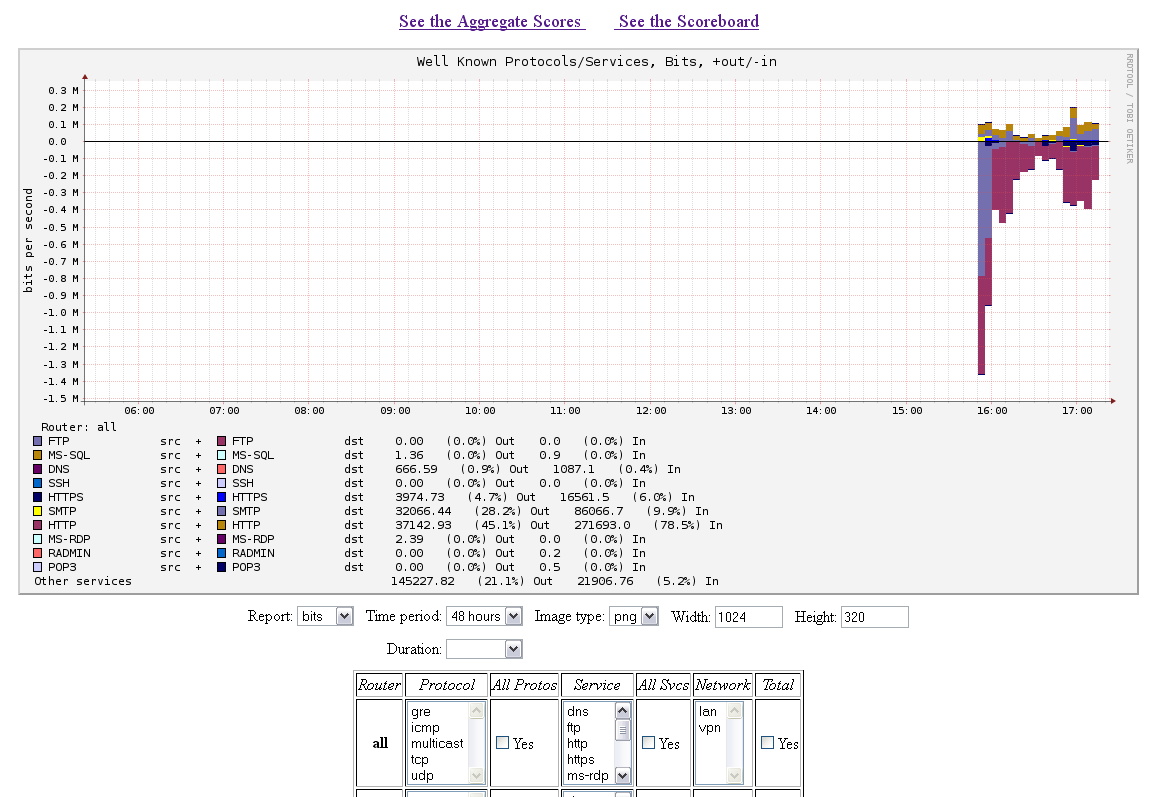 See the Aggregate Scores See the Scoreboard
Well Known Protocols/Services, Bits, +out/-in
RRDTOOL / TOBI OETIKER
bits per second
0.3 M
0.2 M
0.1 M
0.0
-0.1 M
-0.2 M
-0.3 M
-0.4 M
-0.5 M
-0.6 M
-0.7 M
-0.8 M
-0.9 M
-1.0 M
-1.1 M
-1.2 M
-1.3 M
-1.4 M
-1.5 M
06:00 07:00 08:00 09:00 10:00 11:00 12:00 13:00 14:00 15:00 16:00 17:00
Router: all
FTP src + FTP dst 0.00 (0.0%) Out 0.0 (0.0%) In
MS-SQL src + MS-SQL dst 1.36 (0.0%) Out 0.9 (0.0%) In
DNS src + DNS dst 666.59 (0.9%) Out 1087.1 (0.4%) In
SSH src + SSH dst 0.00 (0.0%) Out 0.0 (0.0%) In
HTTPS src + HTTPS dst 3974.73 (4.7%) Out 16561.5 (6.0%) In
SMTP src + SMTP dst 32066.44 (28.2%) Out 86066.7 (9.9%) In
HTTP src + HTTP dst 37142.93 (45.1%) Out 271693.0 (78.5%) In
MS-RDP src + MS-RDP dst 2.39 (0.0%) Out 0.0 (0.0%) In
RADMIN src + RADMIN dst 0.00 (0.0%) Out 0.2 (0.0%) In
POP3 src + POP3 dst 0.00 (0.0%) Out 0.5 (0.0%) In
Other services 145227.82 (21.1%) Out 21906.76 (5.2%) In
Report: bits Time period: 48 hours Image type: png Width: 1024 Height: 320
Duration:
Router Protocol All Protos Service All Svcs Network Total
all
gre
icmp
multicast
tcp
udp
Yes
dns
ftp
http
https
ms-rdp
Yes
lan
vpn
Yes